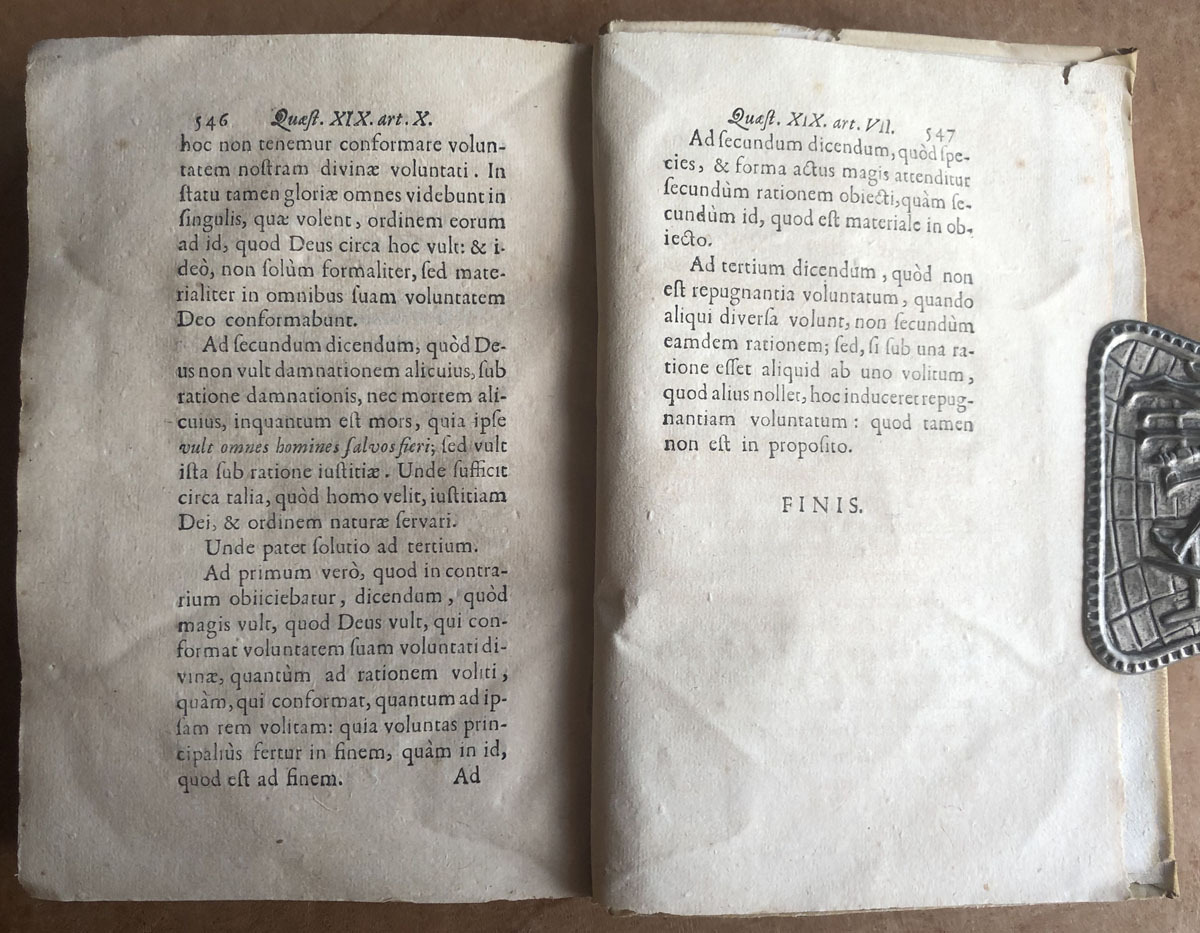 546 Quæſt. XIX. art. X.
hoc non tenemur conformare volun-
tatem noſtram divinæ voluntati. In
ſtatu tamen gloriæ omnes videbunt in
ſingulis, quæ volent, ordinem eorum
ad id, quod Deus circa hoc vult: & i-
deò, non ſolùm formaliter, ſed mate-
rialiter in omnibus ſuam voluntatem
Deo conformabunt.
Ad ſecundum dicendum, quòd De-
us non vult damnationem alicuius, ſub
ratione damnationis, nec mortem ali-
cuius, inquantum eſt mors, quia ipſe
vult omnes homines ſalvos fieri; ſed vult
iſta ſub ratione iuſtitiæ. Unde ſufficit
circa talia, quòd homo velit, iuſtitiam
Dei, & ordinem naturæ ſervari.
Unde patet ſolutio ad tertium.
Ad primum verò, quod in contra-
rium obiiciebatur, dicendum, quòd
magis vult, quod Deus vult, qui con-
format voluntatem ſuam voluntati di-
vinæ, quantùm ad rationem voliti,
quàm, qui conformat, quantum ad ip-
ſam rem volitam: quia voluntas prin-
cipaliùs fertur in finem, quàm in id,
quod eſt ad finem. Ad
Quæſt. XIX. art. VII. 547
Ad ſecundum dicendum, quòd ſpe-
cies, & forma actus magis attenditur
ſecundùm rationem obiecti, quàm ſe-
cundùm id, quod eſt materiale in ob-
iecto.
Ad tertium dicendum, quòd non
eſt repugnantia voluntatum, quando
aliqui diverſa volunt, non ſecundùm
eamdem rationem; ſed, ſi ſub una ra-
tione eſſet aliquid ab uno volitum,
quod alius nollet, hoc induceret repug-
nantiam voluntatum: quod tamen
non eſt in propoſito.
FINIS.